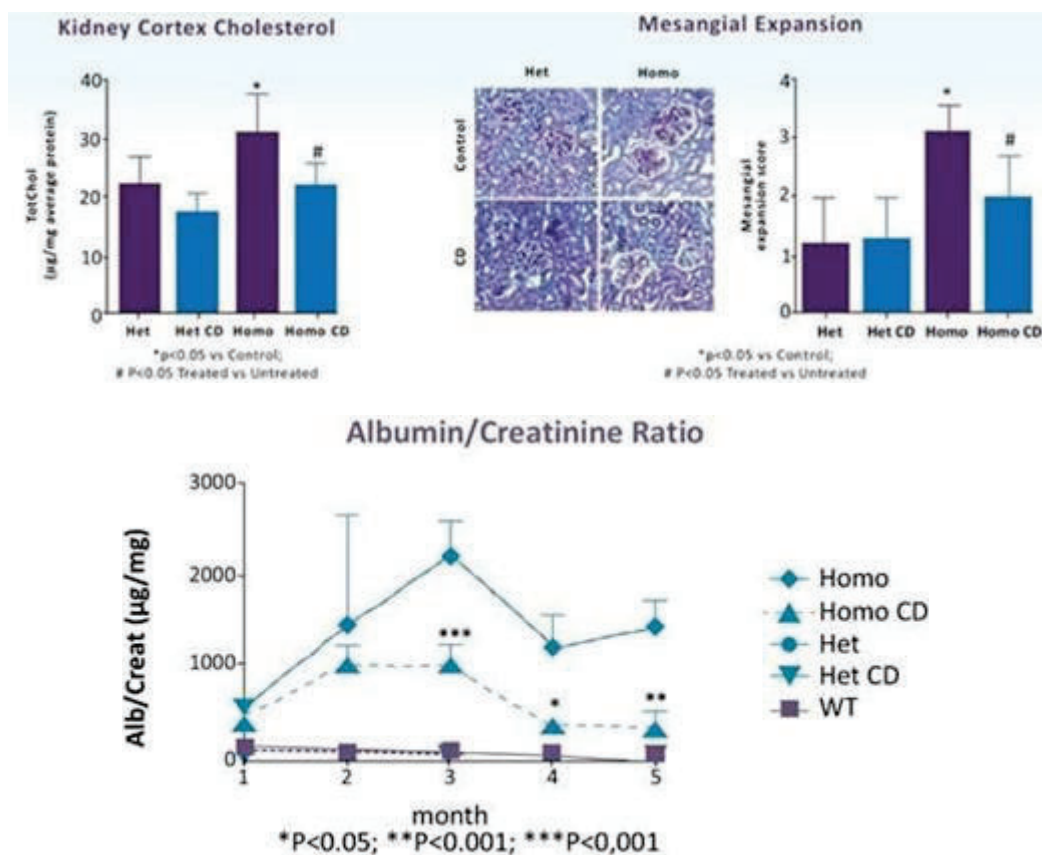 Kidney Cortex Cholesterol
40
30
20
10
0
TotChol
(µg/mg average protein)
*
#
Het
Het CD
Homo
Homo CD
*p<0.05 vs Control;
# P<0.05 Treated vs Untreated
Mesangial Expansion
Het
Homo
Control
CD
4
3
2
1
0
Mesangial
expansion score
*
#
Het
Het CD
Homo
Homo CD
*p<0.05 vs Control;
# P<0.05 Treated vs Untreated
Albumin/Creatinine Ratio
3000
2000
1000
0
Alb/Creat (µg/mg)
***
*
**
1
2
3
4
5
month
*P<0.05; **P<0.001; ***P<0,001
Homo
Homo CD
Het
Het CD
WT